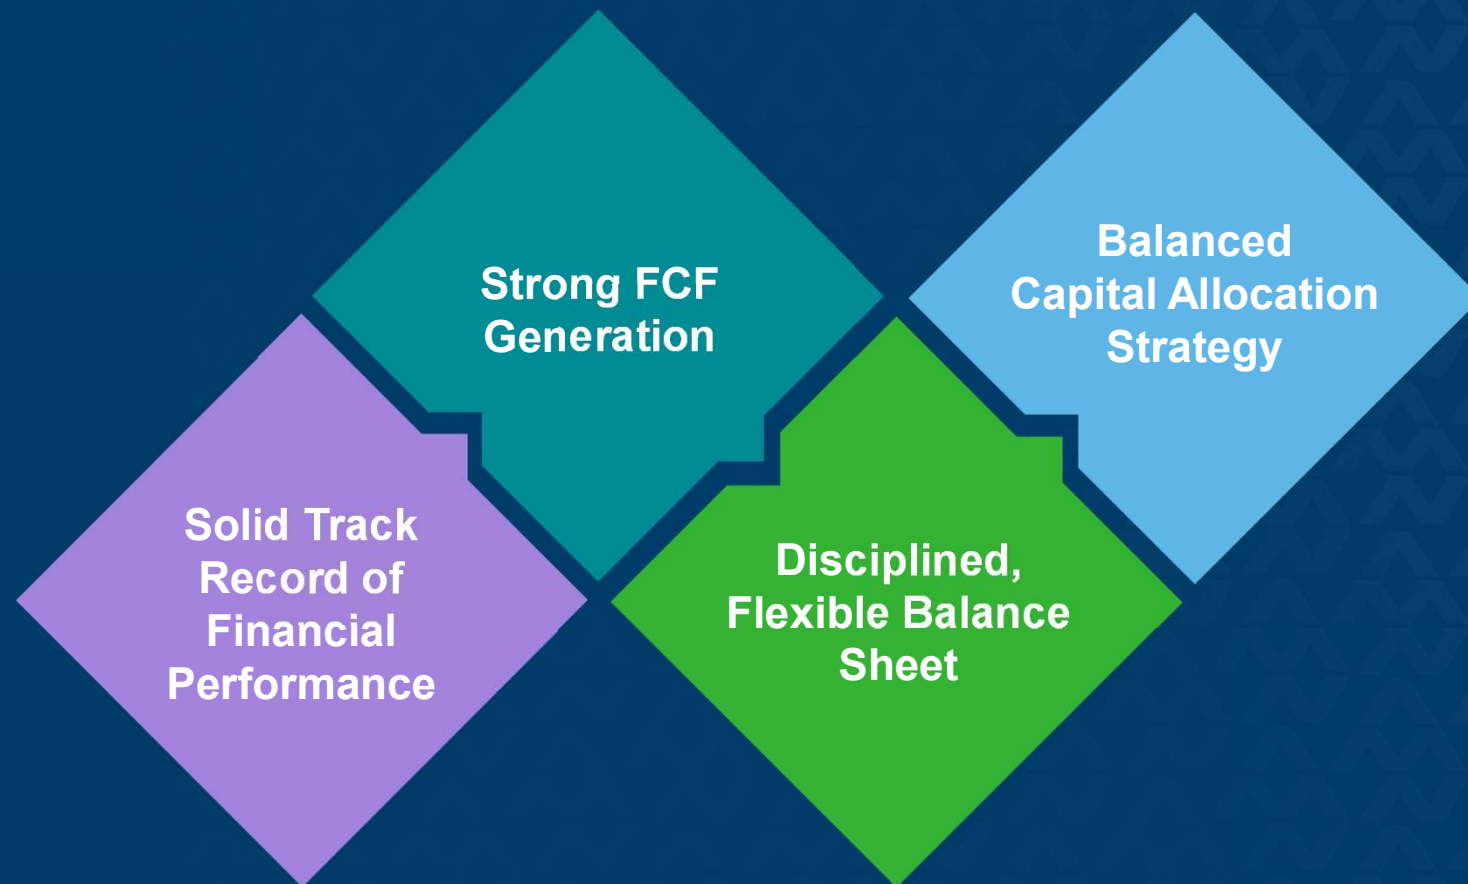 Solid Track
Record of
Financial
Performance
Strong FCF
Generation
Disciplined,
Flexible Balance
Sheet
Balanced
Capital Allocation
Strategy